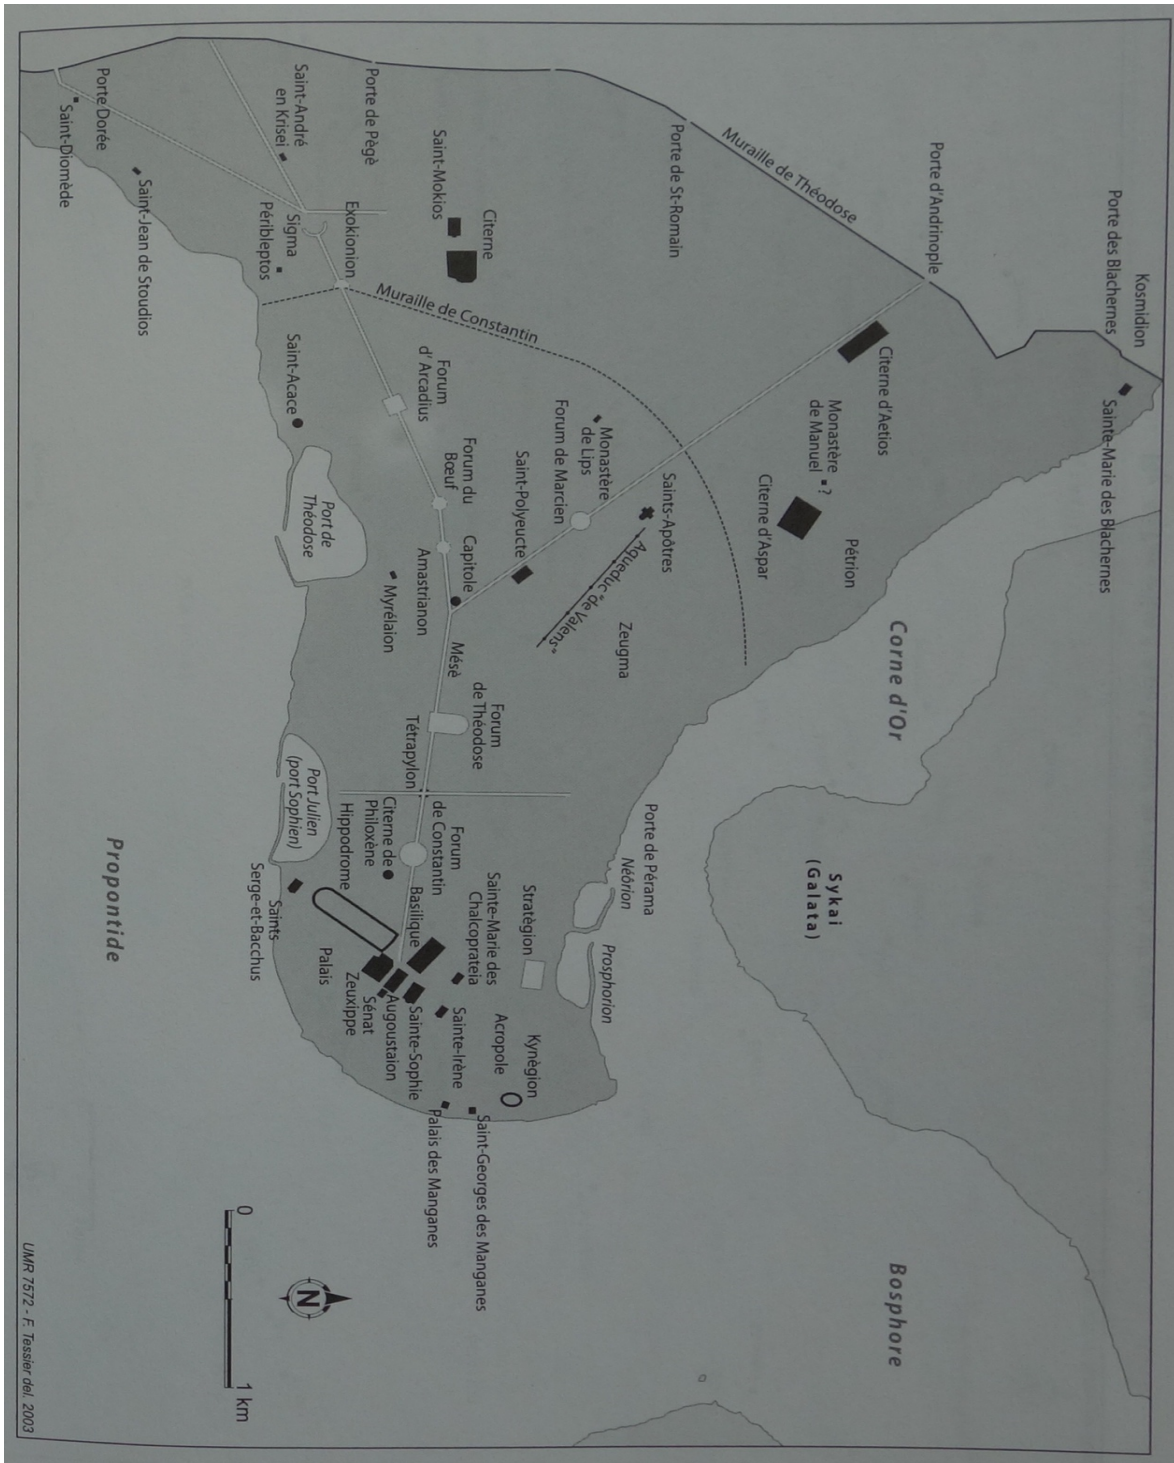 Kosmidion
Porte des Blachernes
Sainte-Marie des Blachernes
Porte d'Andrinople
Corne d'Or
Bosphore
Citerne d'Aetios
Pétrion
Monastère
de Manuel ?
Sykai
(Galata)
Muraille de Théodose
Citerne d'Aspar
Porte de St-Romain
Saints-Apôtres
Porte de Pérama
Néôrion
Zeugma
Aqueduc "de Valens"
Prosphorion
Monastère
de Lips
Forum de Marcien
Saint-Polyeucte
Stratègion
Kynègion
Acropole
Citerne
Saint-Mokios
Muraille de Constantin
Forum
de Théodose
Sainte-Marie des
Chalcoprateia
Saint-Georges des Manganes
Forum du
Bœuf
Capitole
Mésè
Forum
de Constantin
Sainte-Irène
Palais des Manganes
Forum
d'Arcadius
Amastrianon
Tétrapylon
Basilique
Sainte-Sophie
Porte de Pègè
Exokionion
Myrélaion
Citerne de
Philoxène
Augoustaion
Sénat
Zeuxippe
Hippodrome
Palais
Saint-André
en Krisei
Sigma
Péribleptos
Saint-Acace
Port de
Théodose
Port Julien
(port Sophien)
Saints
Serge-et-Bacchus
0
1 km
N
Porte Dorée
Saint-Jean de Stoudios
Saint-Diomède
Propontide
UMR 7572 - F. Tessier del. 2003